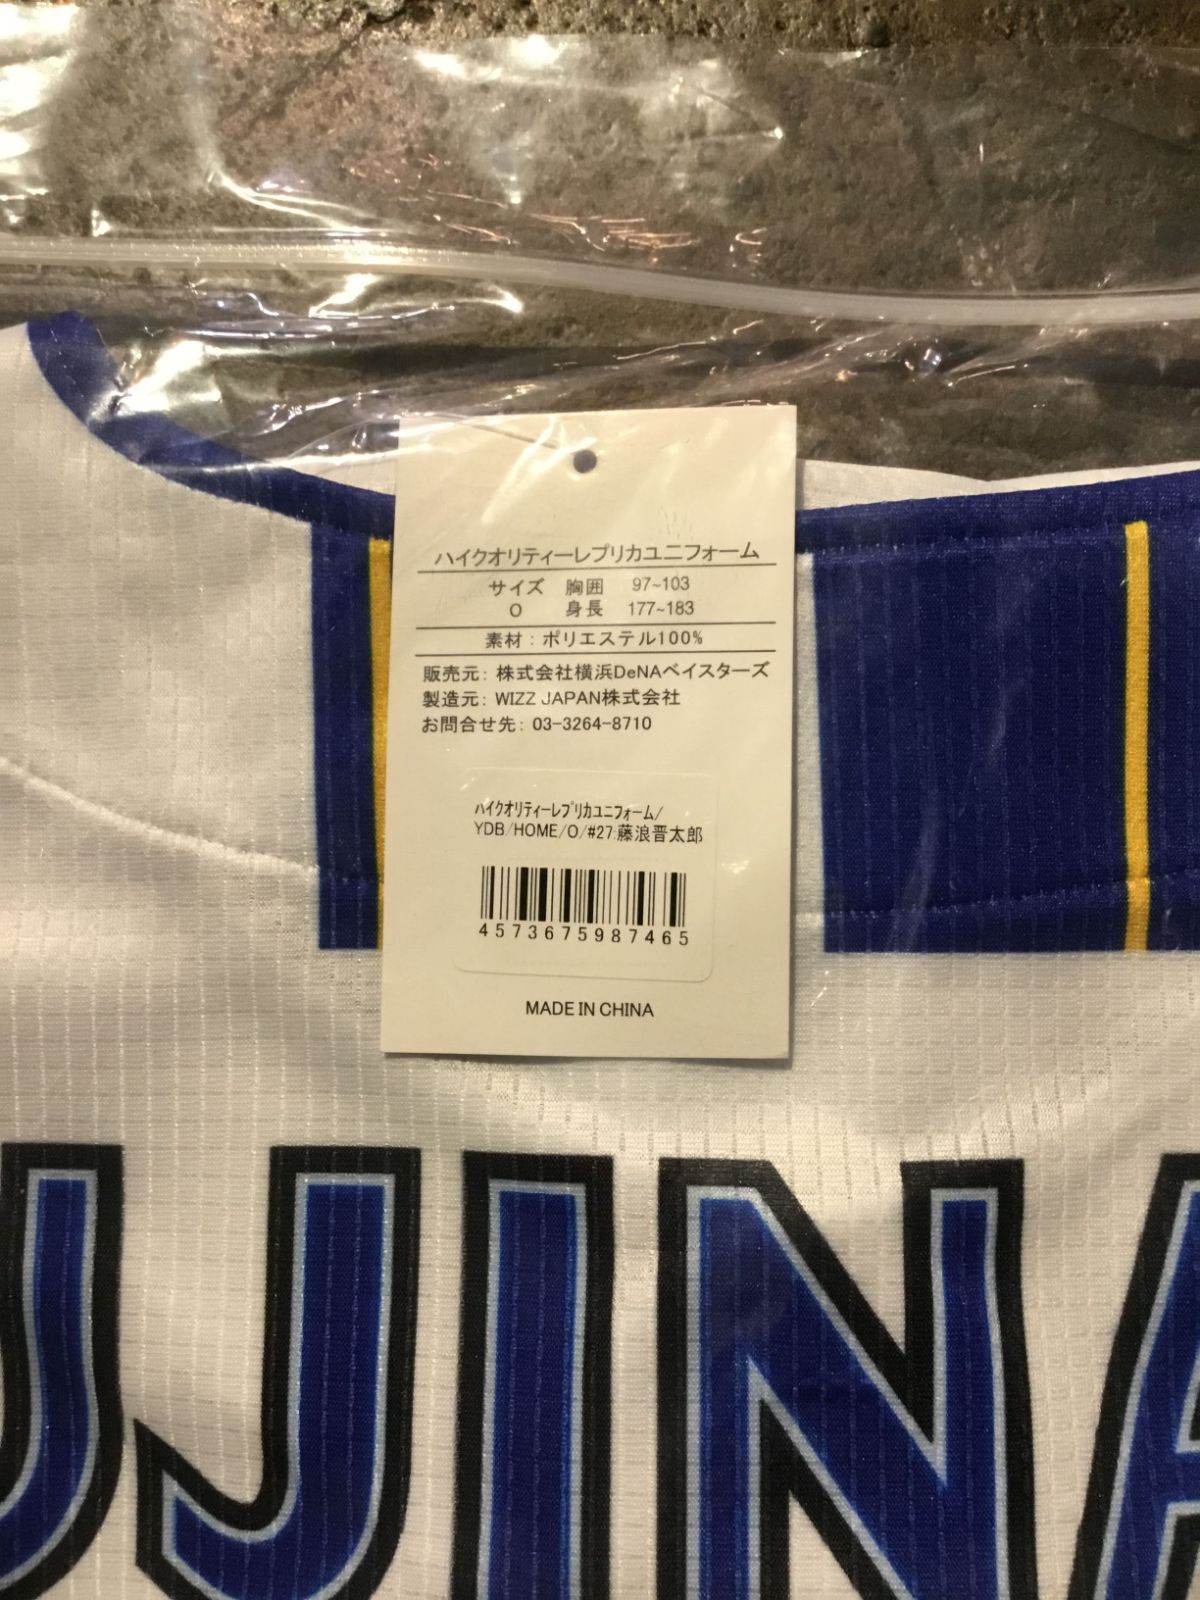 ハイクオリティーレプリカユニフォーム
サイズ 胸囲 97~103
O 身長 177~183
素材：ポリエステル100%
販売元：株式会社横浜DeNAベイスターズ
製造元：WIZZ JAPAN株式会社
お問合せ先：03-3264-8710
ﾊｲｸｵﾘﾃｨｰﾚﾌﾟﾘｶﾕﾆﾌｫｰﾑ/
YDB/HOME/O/#27:藤浪晋太郎
4573675987465
MADE IN CHINA
UJINA